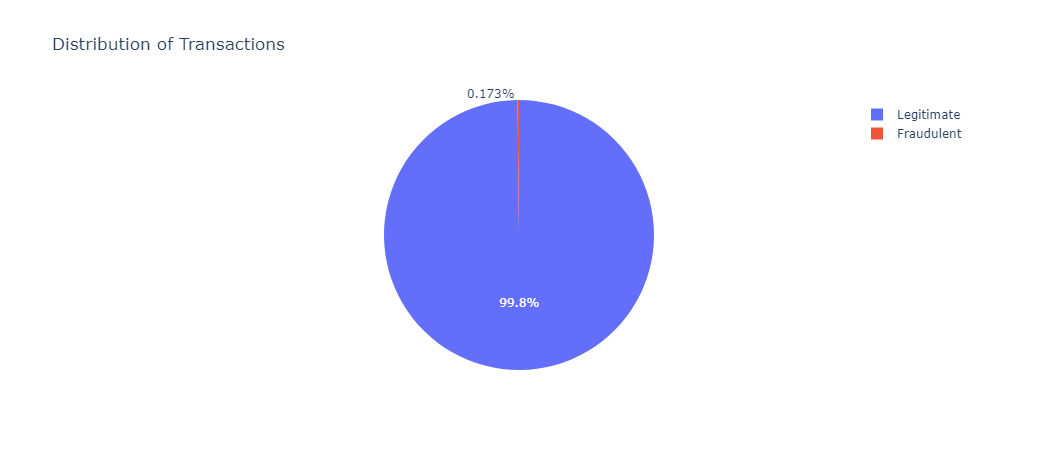 Distribution of Transactions
0.173%
Legitimate
Fraudulent
99.8%